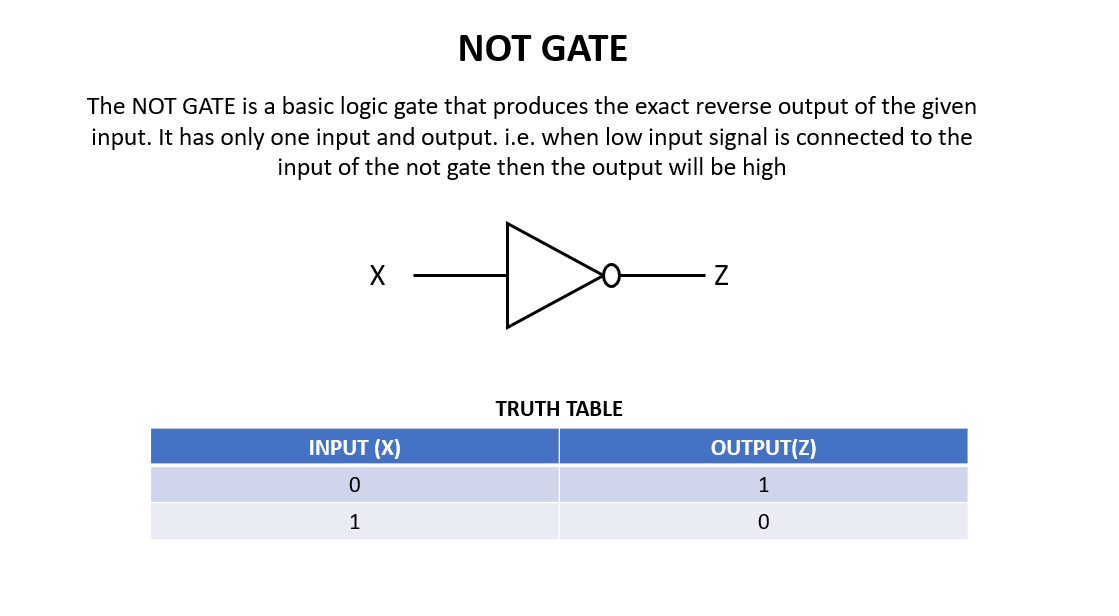 NOT GATE
The NOT GATE is a basic logic gate that produces the exact reverse output of the given
input. It has only one input and output. i.e. when low input signal is connected to the
input of the not gate then the output will be high
X Z
TRUTH TABLE
INPUT (X) OUTPUT(Z)
0 1
1 0